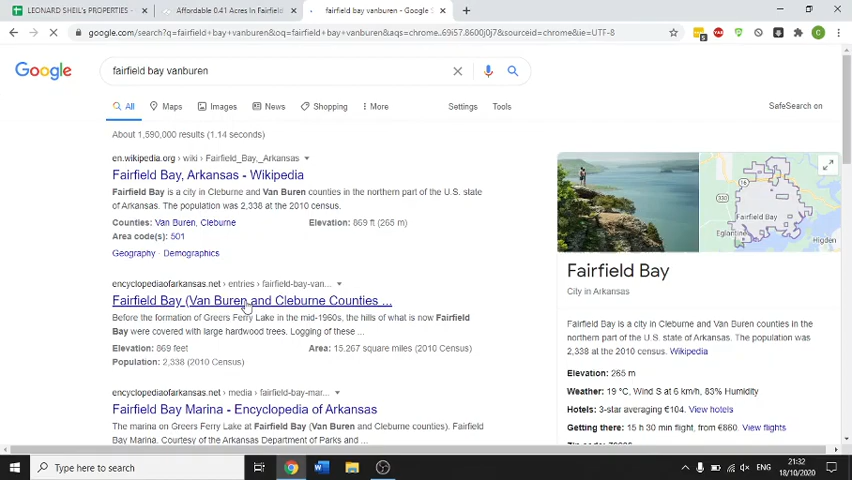 LEONARD SHEIL's PROPERTIES -
Affordable 0.41 Acres In Fairfield
fairfield bay vanburen - Google S
google.com/search?q=fairfield+bay+vanburen&oq=fairfield+bay+vanburen&aqs=chrome..69i57.8600j0j7&sourceid=chrome&ie=UTF-8
Google
fairfield bay vanburen
All
Maps
Images
News
Shopping
More
Settings
Tools
SafeSearch on
About 1,590,000 results (1.14 seconds)
en.wikipedia.org › wiki › Fairfield_Bay,_Arkansas
Fairfield Bay, Arkansas - Wikipedia
Fairfield Bay is a city in Cleburne and Van Buren counties in the northern part of the U.S. state
of Arkansas. The population was 2,338 at the 2010 census.
Counties: Van Buren, Cleburne Elevation: 869 ft (265 m)
Area code(s): 501
Geography · Demographics
encyclopediaofarkansas.net › entries › fairfield-bay-van...
Fairfield Bay (Van Buren and Cleburne Counties ...
Before the formation of Greers Ferry Lake in the mid-1960s, the hills of what is now Fairfield
Bay were covered with large hardwood trees. Logging of these ...
Elevation: 869 feet Area: 15.267 square miles (2010 Census)
Population: 2,338 (2010 Census)
encyclopediaofarkansas.net › media › fairfield-bay-mar...
Fairfield Bay Marina - Encyclopedia of Arkansas
The marina on Greers Ferry Lake at Fairfield Bay (Van Buren and Cleburne counties). Fairfield
Bay Marina. Courtesy of the Arkansas Department of Parks and ...
16
330
Fairfield Bay
Eglantine
Higden
Fairfield Bay
City in Arkansas
Fairfield Bay is a city in Cleburne and Van Buren counties in the
northern part of the U.S. state of Arkansas. The population was
2,338 at the 2010 census. Wikipedia
Elevation: 265 m
Weather: 19 °C, Wind S at 6 km/h, 83% Humidity
Hotels: 3-star averaging €104. View hotels
Getting there: 15 h 30 min flight, from €860. View flights
Type here to search
ENG
21:32
18/10/2020